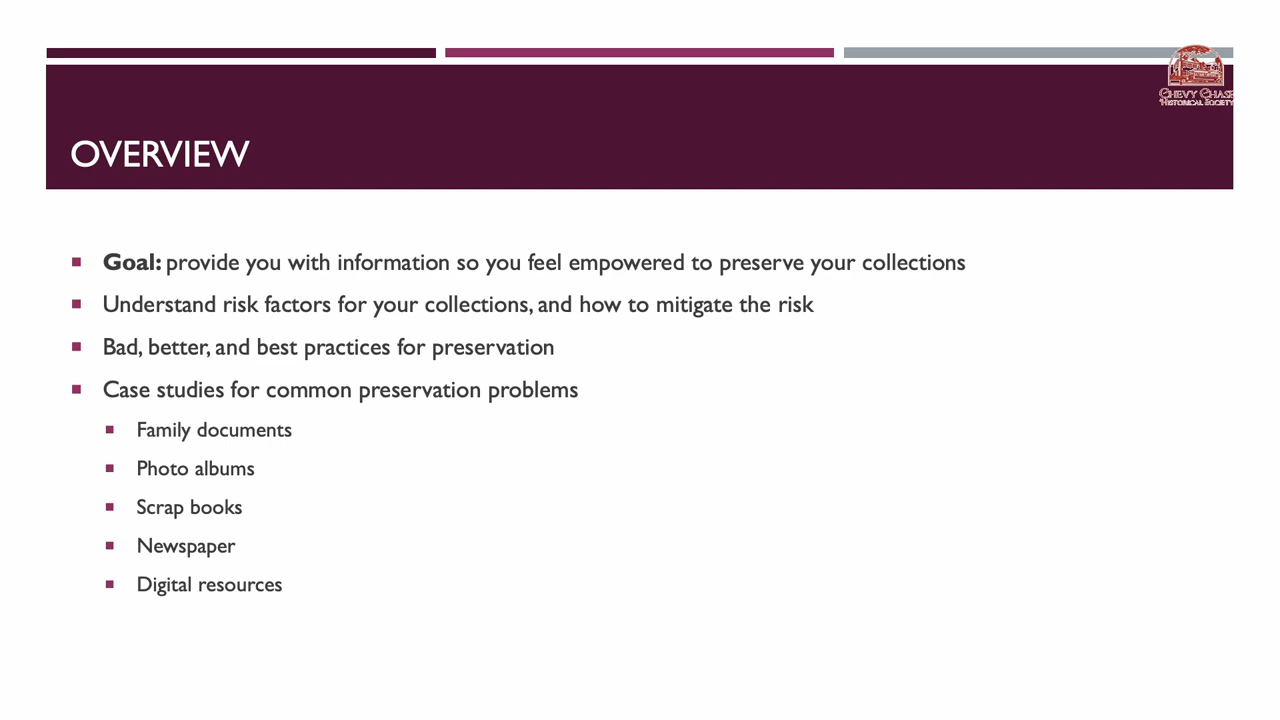 CHEVY CHASE
HISTORICAL SOCIETY
OVERVIEW
Goal: provide you with information so you feel empowered to preserve your collections
Understand risk factors for your collections, and how to mitigate the risk
Bad, better, and best practices for preservation
Case studies for common preservation problems
Family documents
Photo albums
Scrap books
Newspaper
Digital resources